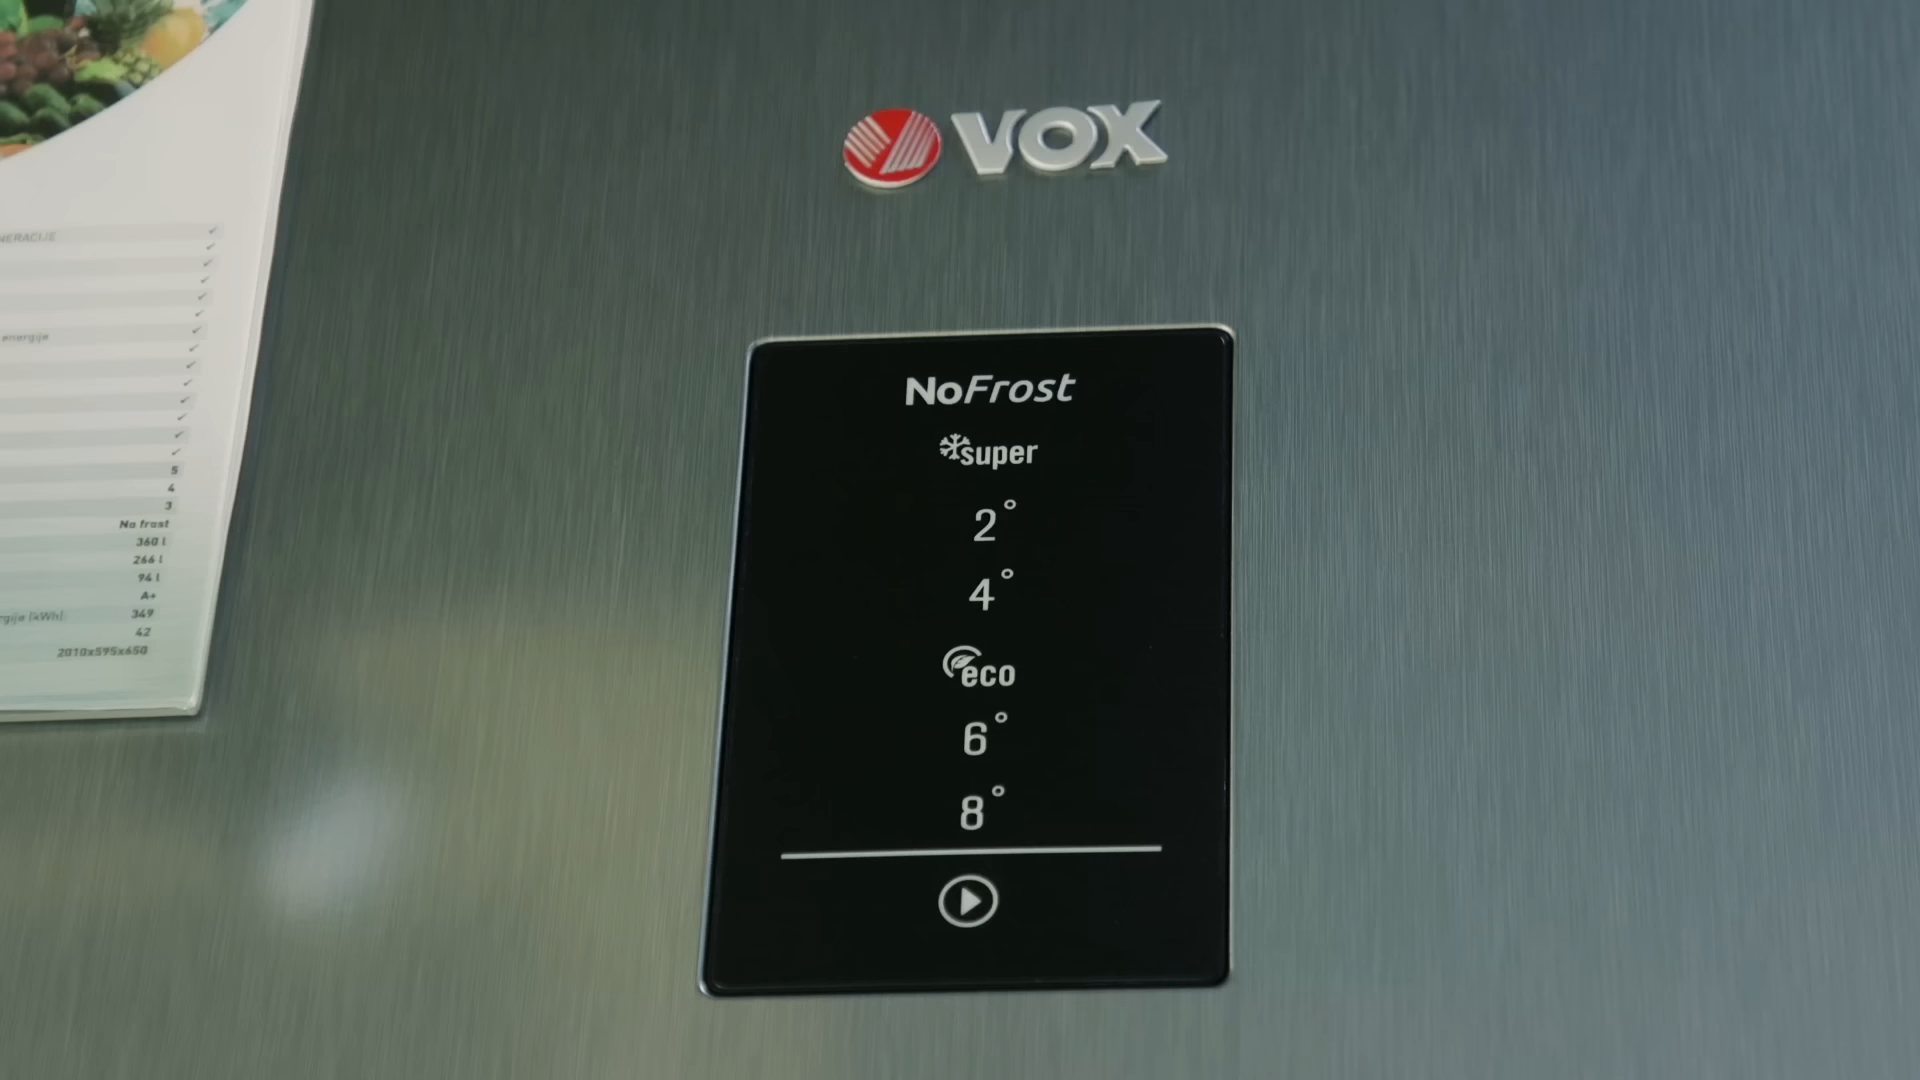 VOX
NoFrost
super
2°
4°
eco
6°
8°
NERACIJE
energije
5
4
3
No frost
360 l
266 l
94 l
A+
rgije (kWh): 349
42
2010x595x650